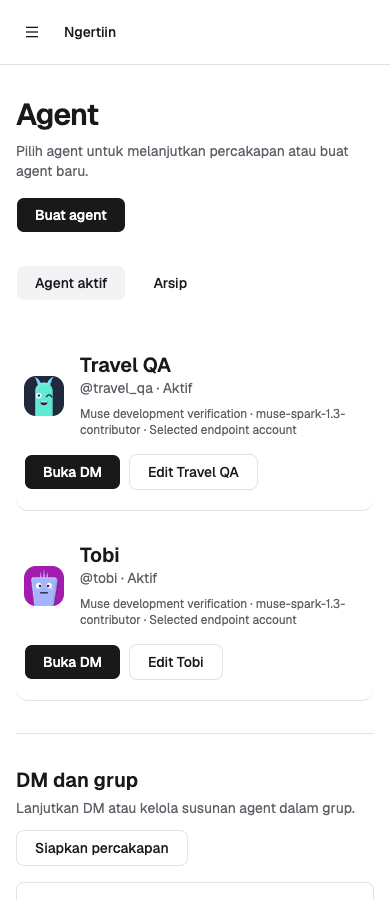 Ngertiin
Agent
Pilih agent untuk melanjutkan percakapan atau buat
agent baru.
Buat agent
Agent aktif
Arsip
Travel QA
@travel_qa · Aktif
Muse development verification · muse-spark-1.3-
contributor · Selected endpoint account
Buka DM
Edit Travel QA
Tobi
@tobi · Aktif
Muse development verification · muse-spark-1.3-
contributor · Selected endpoint account
Buka DM
Edit Tobi
DM dan grup
Lanjutkan DM atau kelola susunan agent dalam grup.
Siapkan percakapan